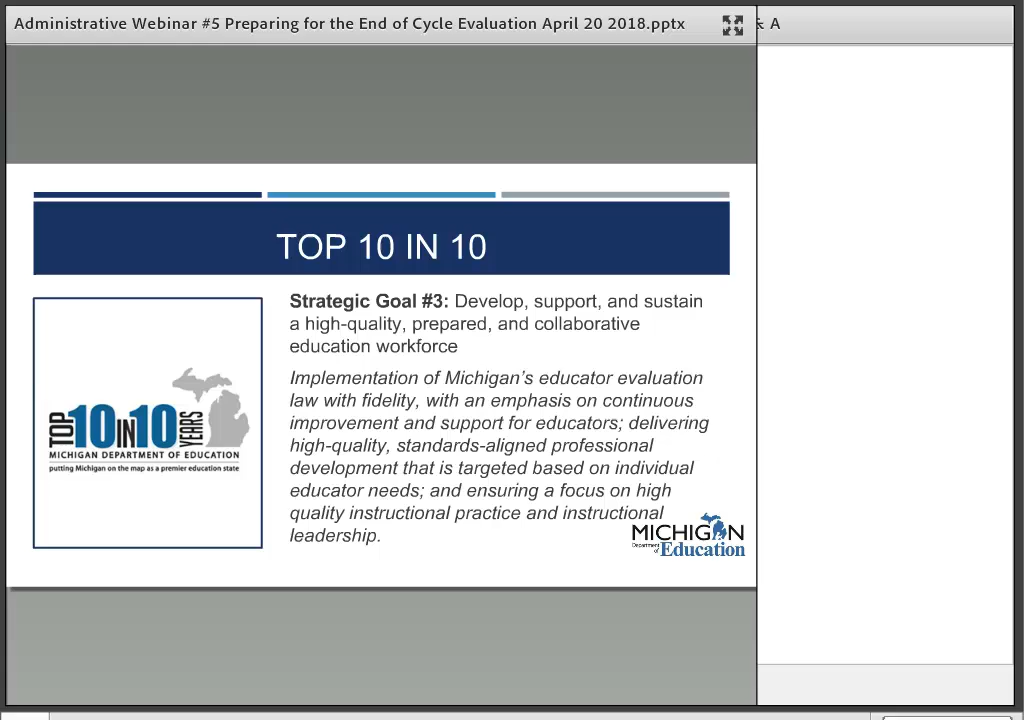 Administrative Webinar #5 Preparing for the End of Cycle Evaluation April 20 2018.pptx
& A
TOP 10 IN 10
Strategic Goal #3: Develop, support, and sustain
a high-quality, prepared, and collaborative
education workforce
Implementation of Michigan's educator evaluation
law with fidelity, with an emphasis on continuous
improvement and support for educators; delivering
high-quality, standards-aligned professional
development that is targeted based on individual
educator needs; and ensuring a focus on high
quality instructional practice and instructional
leadership.
TOP 10 IN 10 YEARS
MICHIGAN DEPARTMENT OF EDUCATION
putting Michigan on the map as a premier education state
MICHIGAN
Department of Education